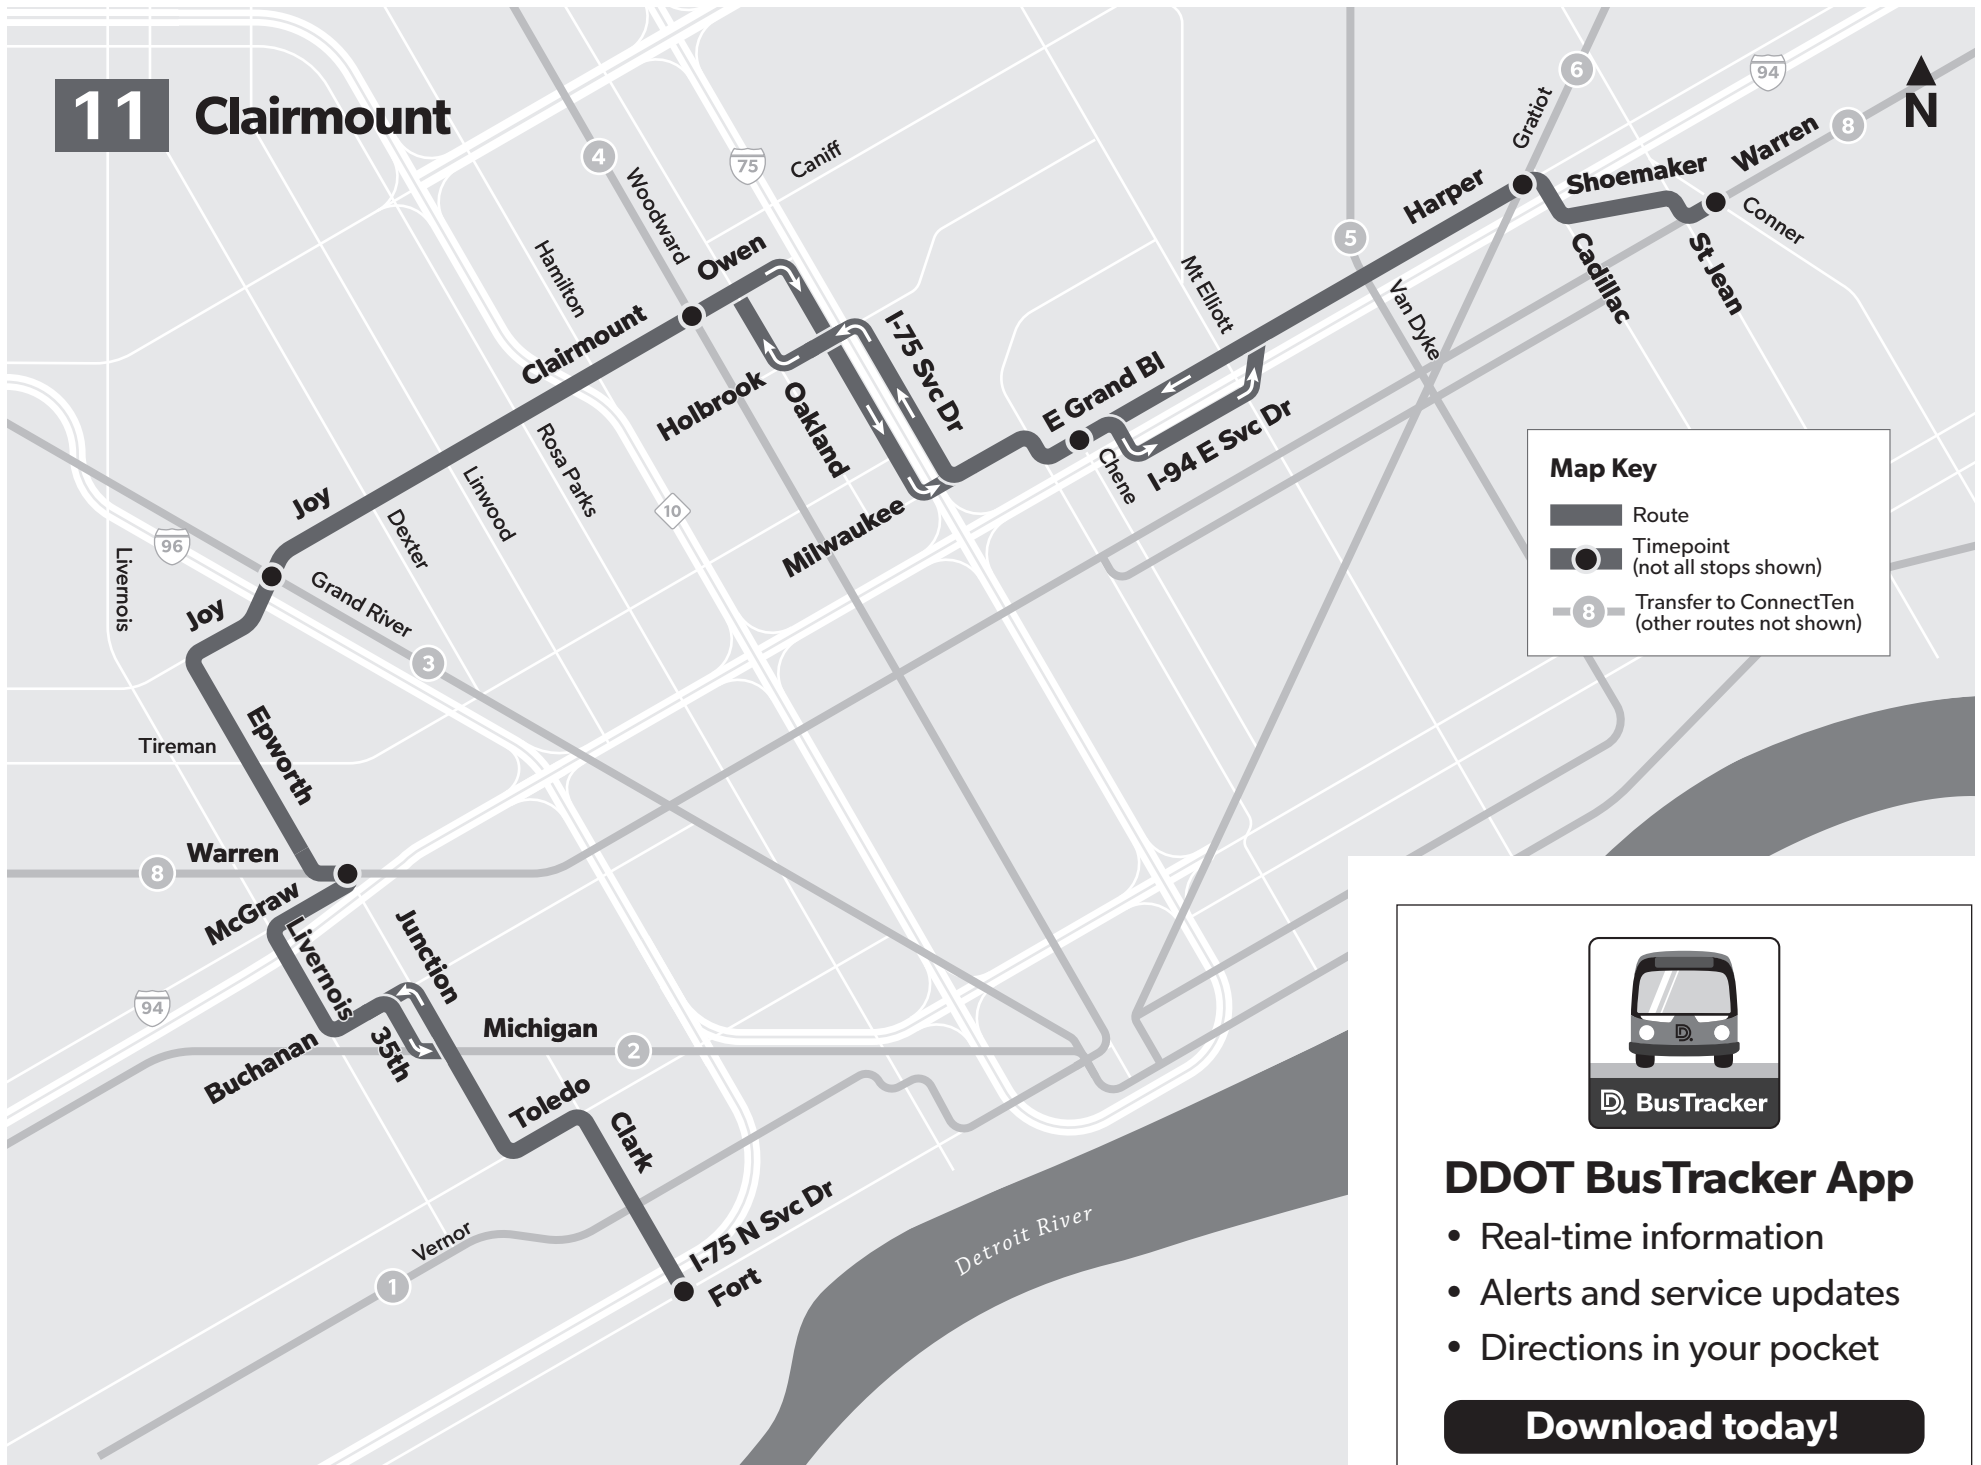 11 Clairmount
6
94
N
Gratiot
8
Warren
4
75
Caniff
Woodward
Shoemaker
Harper
Conner
Owen
5
Hamilton
Mt Elliott
Cadillac
St Jean
Van Dyke
Clairmount
I-75 Svc Dr
Holbrook
Oakland
E Grand Bl
Chene
I-94 E Svc Dr
Rosa Parks
Linwood
Dexter
10
Milwaukee
Joy
96
Livernois
Grand River
Joy
3
Map Key
Route
Timepoint
(not all stops shown)
8
Transfer to ConnectTen
(other routes not shown)
Epworth
Tireman
Warren
8
McGraw
Livernois
Junction
94
Michigan
2
35th
Buchanan
Toledo
Clark
I-75 N Svc Dr
Fort
Vernor
1
Detroit River
D.
D. BusTracker
DDOT BusTracker App
• Real-time information
• Alerts and service updates
• Directions in your pocket
Download today!